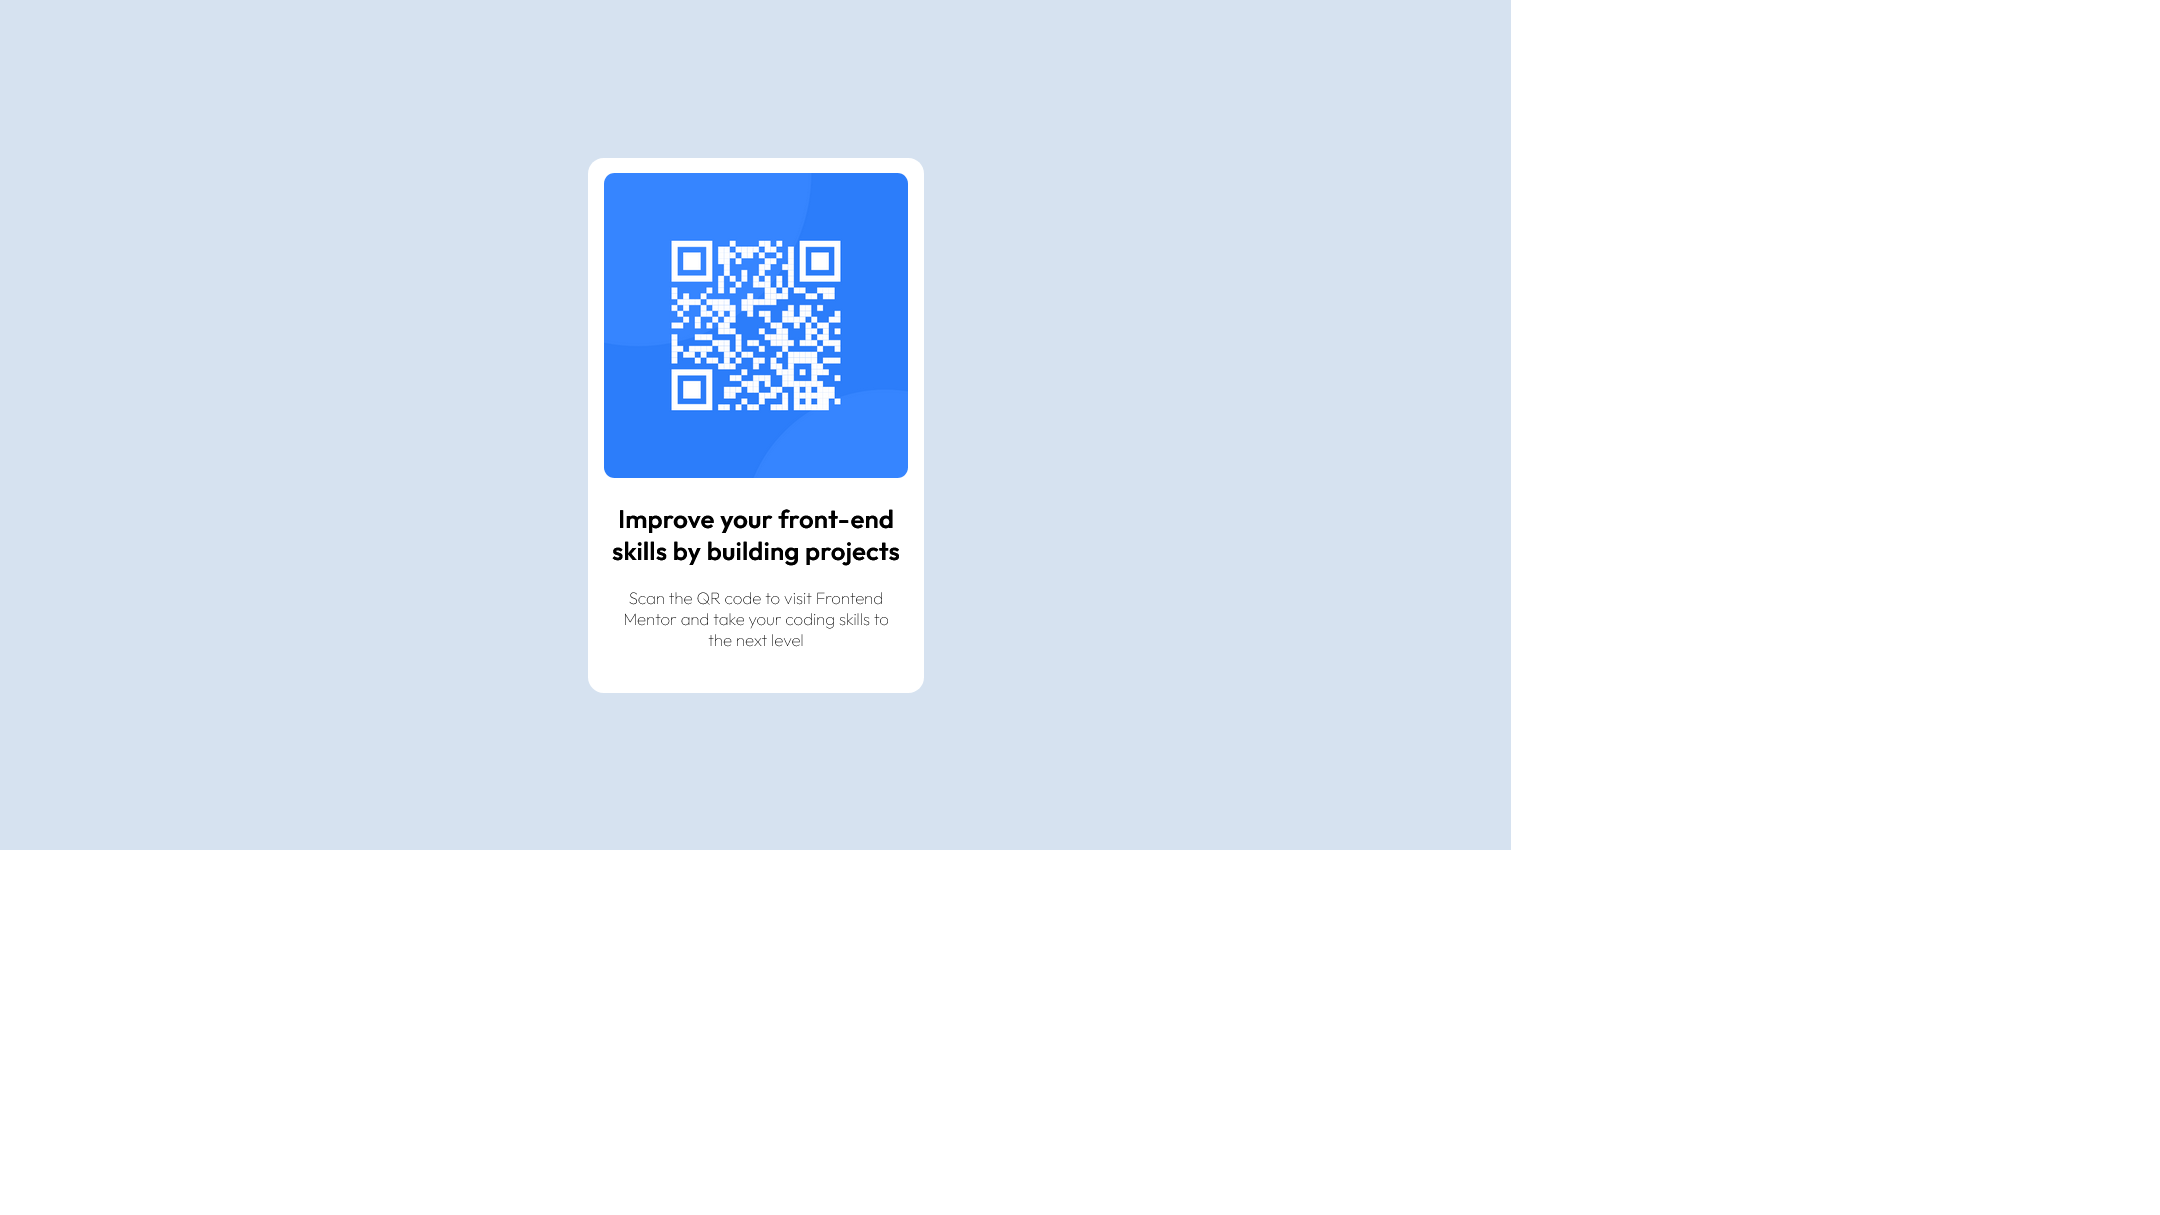 Improve your front-end
skills by building projects
Scan the QR code to visit Frontend
Mentor and take your coding skills to
the next level